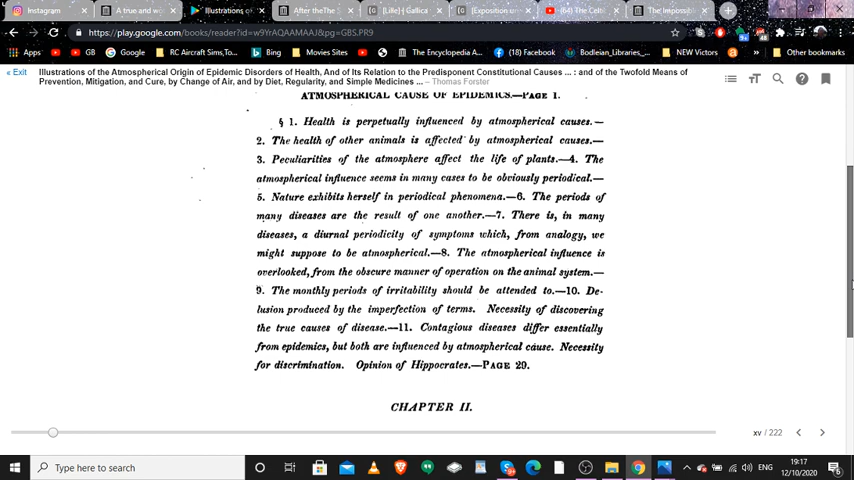 Instagram
A true and wo
Illustrations of
After theThe
[Lille] | Gallica
(Exposition un
(64) The Celti
The Impossibl
https://play.google.com/books/reader?id=w9YrAQAAMAAJ&pg=GBS.PR9
Apps
GB
Google
RC Aircraft Sims,To...
Bing
Movies Sites
The Encyclopedia A...
(18) Facebook
Bodleian_Libraries_...
NEW Victors
Other bookmarks
« Exit
Illustrations of the Atmospherical Origin of Epidemic Disorders of Health, And of Its Relation to the Predisponent Constitutional Causes ... : and of the Twofold Means of
Prevention, Mitigation, and Cure, by Change of Air, and by Diet, Regularity, and Simple Medicines ... – Thomas Forster
ATMOSPHERICAL CAUSE OF EPIDEMICS.—PAGE 1.
§ 1. Health is perpetually influenced by atmospherical causes.—
2. The health of other animals is affected by atmospherical causes.—
3. Peculiarities of the atmosphere affect the life of plants.—4. The
atmospherical influence seems in many cases to be obviously periodical.—
5. Nature exhibits herself in periodical phenomena.—6. The periods of
many diseases are the result of one another.—7. There is, in many
diseases, a diurnal periodicity of symptoms which, from analogy, we
might suppose to be atmospherical.—8. The atmospherical influence is
overlooked, from the obscure manner of operation on the animal system.—
9. The monthly periods of irritability should be attended to.—10. De-
lusion produced by the imperfection of terms. Necessity of discovering
the true causes of disease.—11. Contagious diseases differ essentially
from epidemics, but both are influenced by atmospherical cause. Necessity
for discrimination. Opinion of Hippocrates.—PAGE 29.
CHAPTER II.
xv / 222
Type here to search
ENG
19:17
12/10/2020